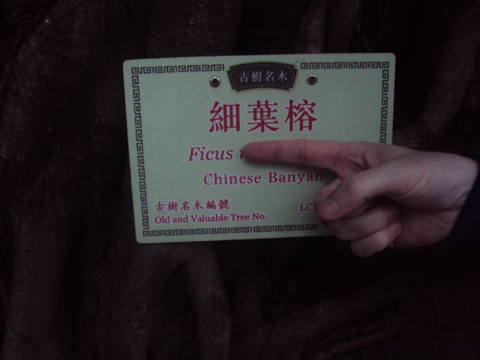 古樹名木
細葉榕
Ficus
Chinese Banyan
古樹名木編號
Old and Valuable Tree No.